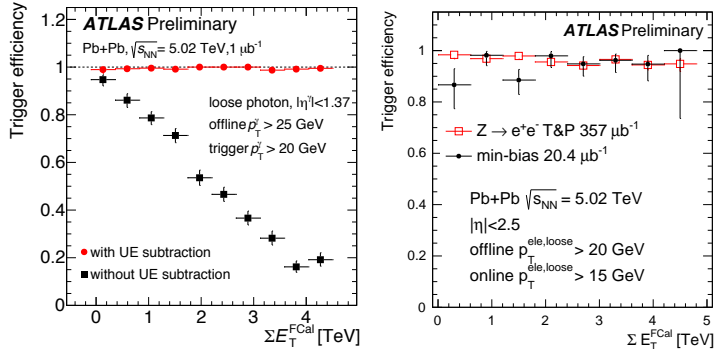 ATLAS Preliminary
Pb+Pb, √sNN = 5.02 TeV, 1 μb-1
Trigger efficiency
1.2
1
0.8
0.6
0.4
0.2
loose photon, |ηγ|<1.37
offline pTγ > 25 GeV
trigger pTγ > 20 GeV
with UE subtraction
without UE subtraction
0 1 2 3 4
ΣETFCal [TeV]
ATLAS Preliminary
Trigger efficiency
1
0.8
0.6
0.4
0.2
0
Z → e+e- T&P 357 μb-1
min-bias 20.4 μb-1
Pb+Pb √sNN = 5.02 TeV
|η|<2.5
offline pTele,loose > 20 GeV
online pTele,loose > 15 GeV
0 1 2 3 4 5
Σ ETFCal [TeV]